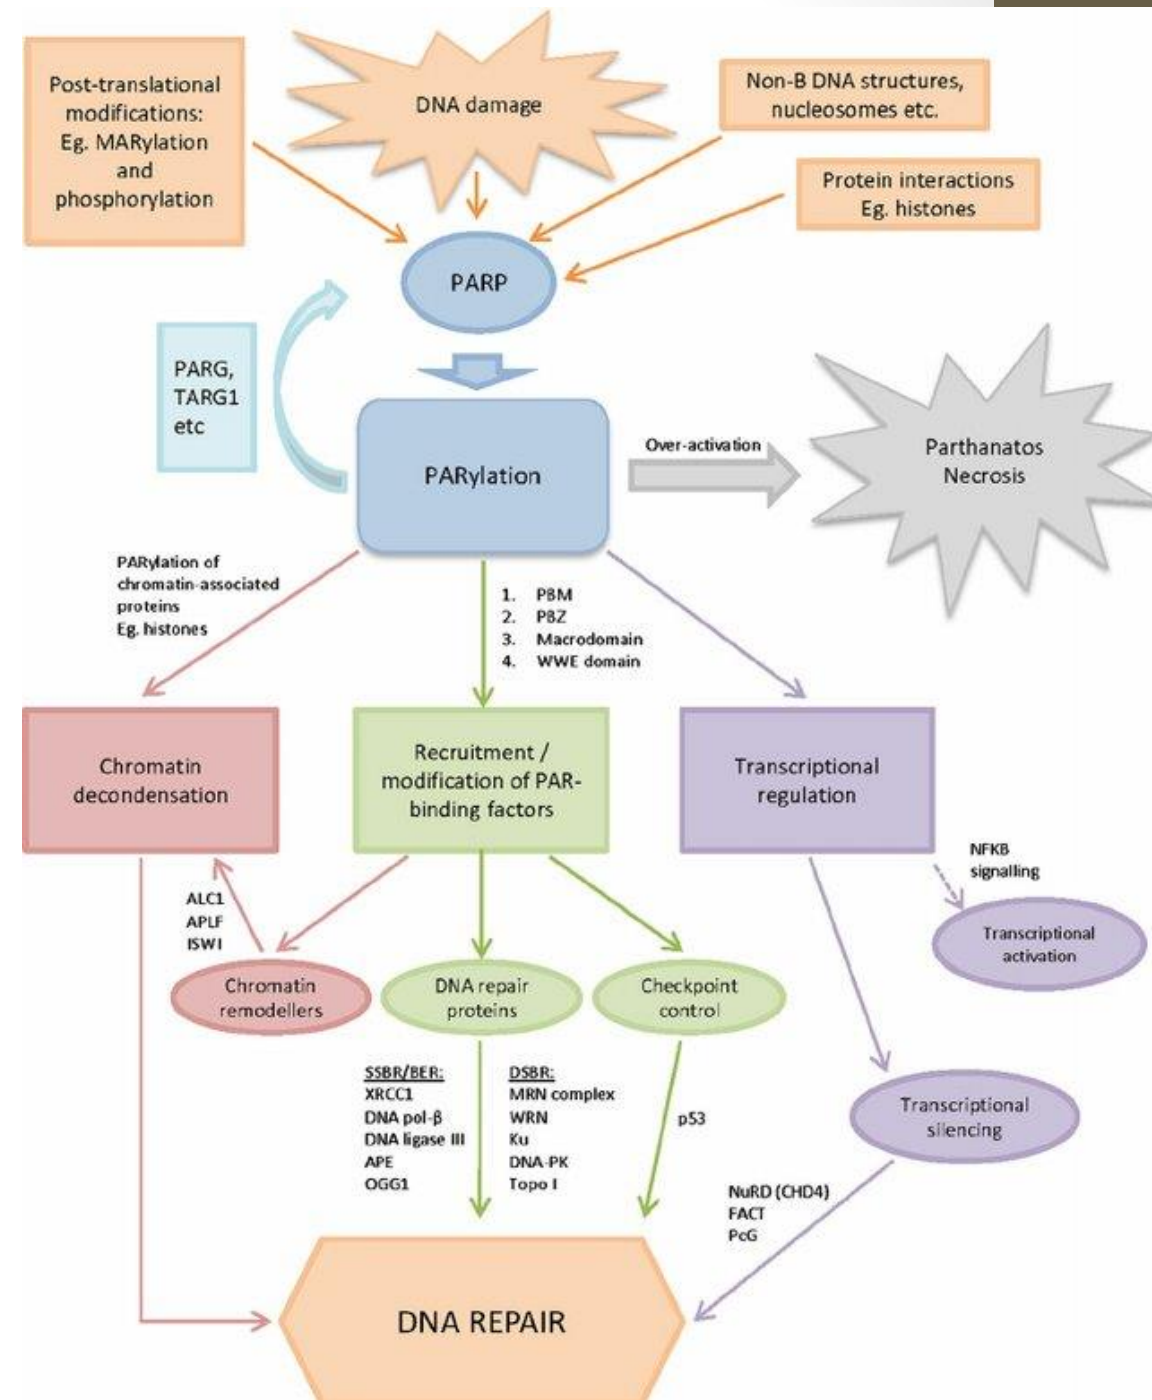 Post-translational
modifications:
Eg. MARylation
and
phosphorylation
DNA damage
Non-B DNA structures,
nucleosomes etc.
Protein interactions
Eg. histones
PARP
PARG,
TARG1
etc
PARylation
Over-activation
Parthanatos
Necrosis
PARylation of
chromatin-associated
proteins
Eg. histones
1. PBM
2. PBZ
3. Macrodomain
4. WWE domain
Chromatin
decondensation
Recruitment /
modification of PAR-
binding factors
Transcriptional
regulation
NFKB
signalling
ALC1
APLF
ISWI
Transcriptional
activation
Chromatin
remodellers
DNA repair
proteins
Checkpoint
control
SSBR/BER:
XRCC1
DNA pol-β
DNA ligase III
APE
OGG1
DSBR:
MRN complex
WRN
Ku
DNA-PK
Topo I
p53
Transcriptional
silencing
NuRD (CHD4)
FACT
PcG
DNA REPAIR